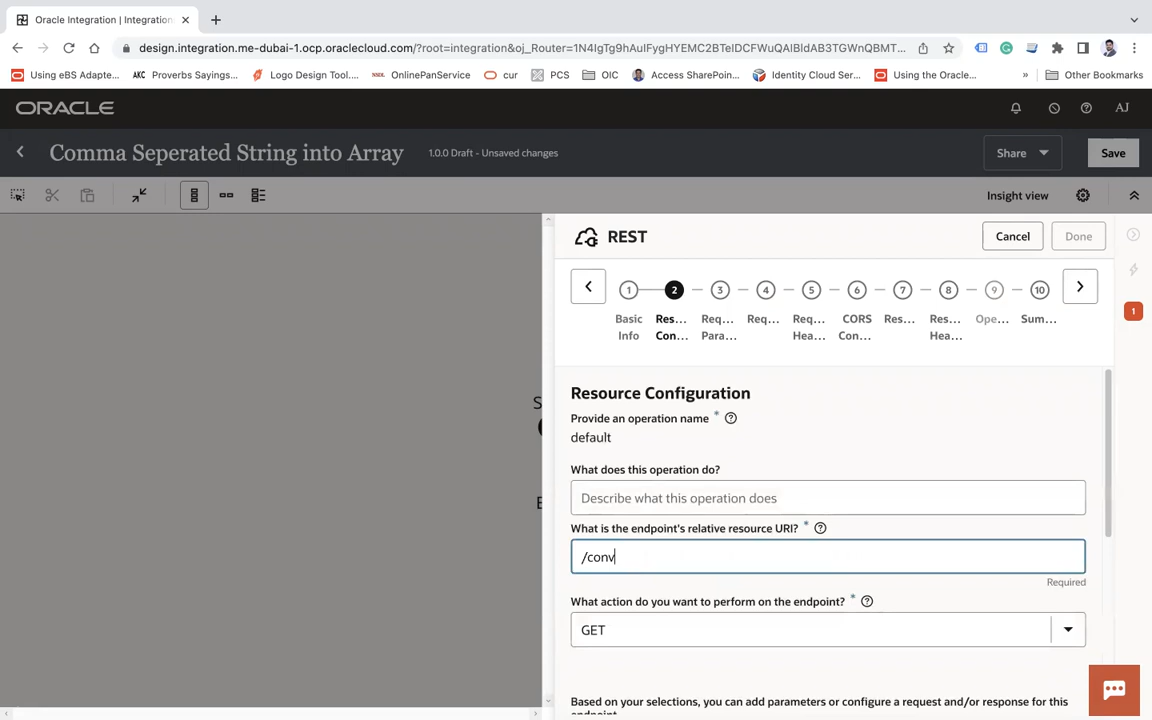 Oracle Integration | Integration
design.integration.me-dubai-1.ocp.oraclecloud.com/?root=integration&oj_Router=1N4IgTg9hAuIFygHYEMC2BTeIDCFWuQAlBIdAB3TGWnQBMT...
Using eBS Adapte...
AKC Proverbs Sayings...
Logo Design Tool....
OnlinePanService
cur
PCS
OIC
Access SharePoin...
Identity Cloud Ser...
Using the Oracle...
»
Other Bookmarks
ORACLE
AJ
Comma Seperated String into Array
1.0.0 Draft - Unsaved changes
Share
Save
Insight view
REST
Cancel
Done
1 2 3 4 5 6 7 8 9 10
Basic Res... Req... Req... Req... CORS Res... Res... Ope... Sum...
Info Con... Para... Hea... Con... Hea...
1
Resource Configuration
Provide an operation name *
default
What does this operation do?
Describe what this operation does
What is the endpoint's relative resource URI? *
/conv
Required
What action do you want to perform on the endpoint? *
GET
Based on your selections, you can add parameters or configure a request and/or response for this
endpoint.